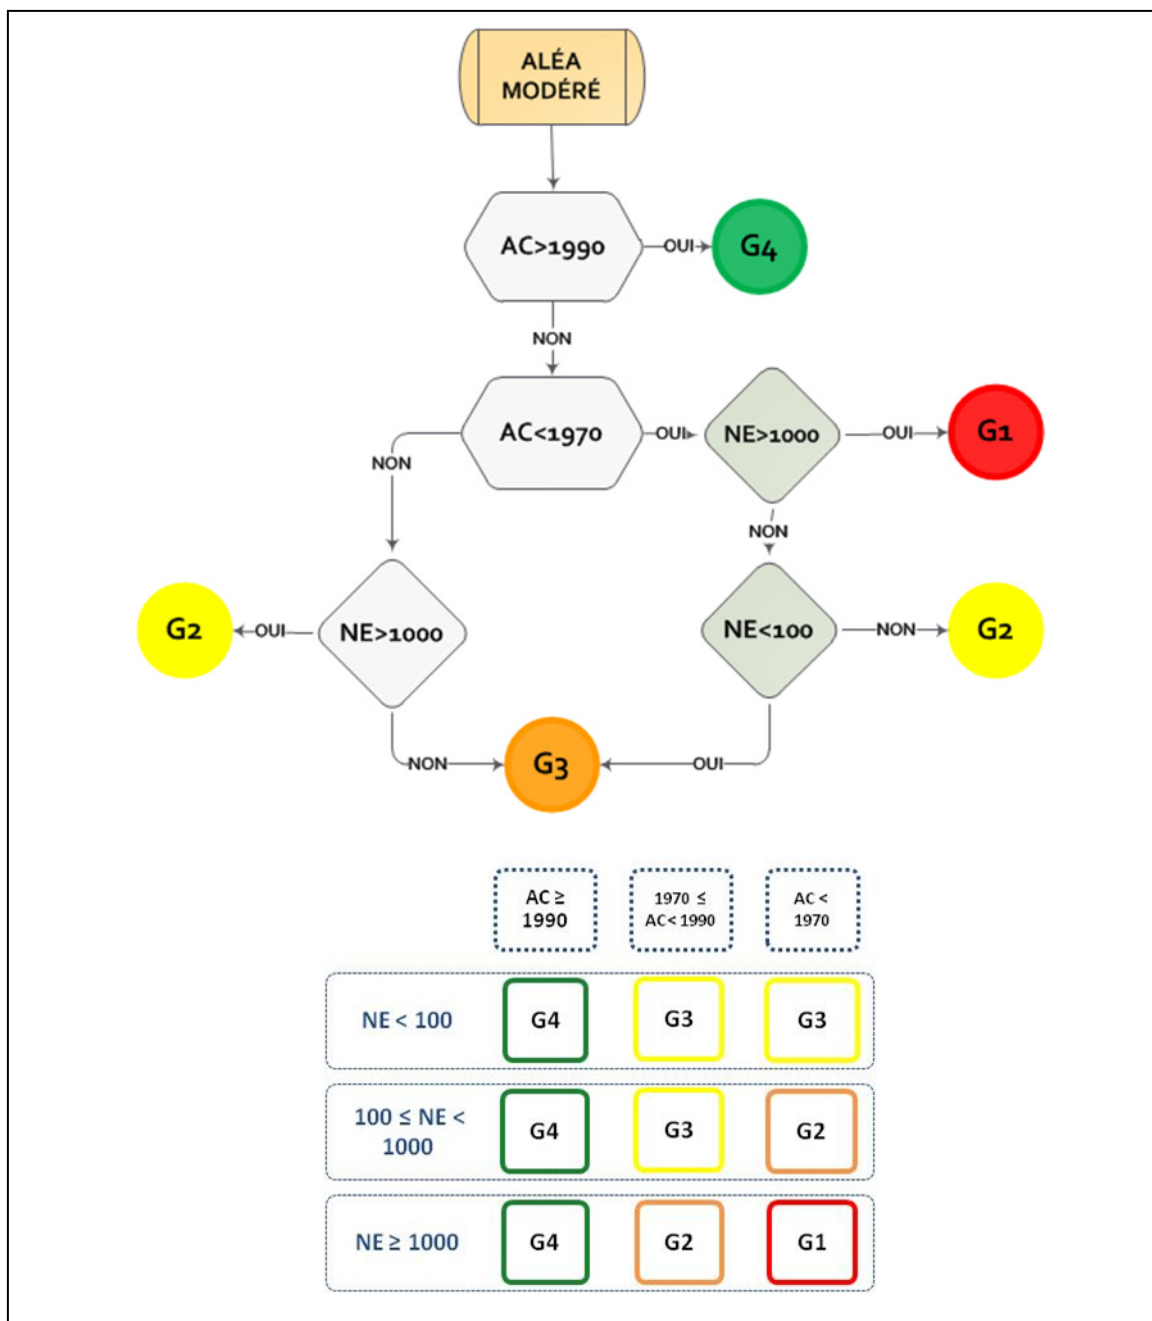 ALÉA
MODÉRÉ
AC>1990
OUI
G4
NON
AC<1970
OUI
NE>1000
OUI
G1
NON
NON
G2
OUI
NE>1000
NE<100
NON
G2
NON
G3
OUI
AC ≥
1990
1970 ≤
AC< 1990
AC <
1970
NE < 100
G4
G3
G3
100 ≤ NE <
1000
G4
G3
G2
NE ≥ 1000
G4
G2
G1